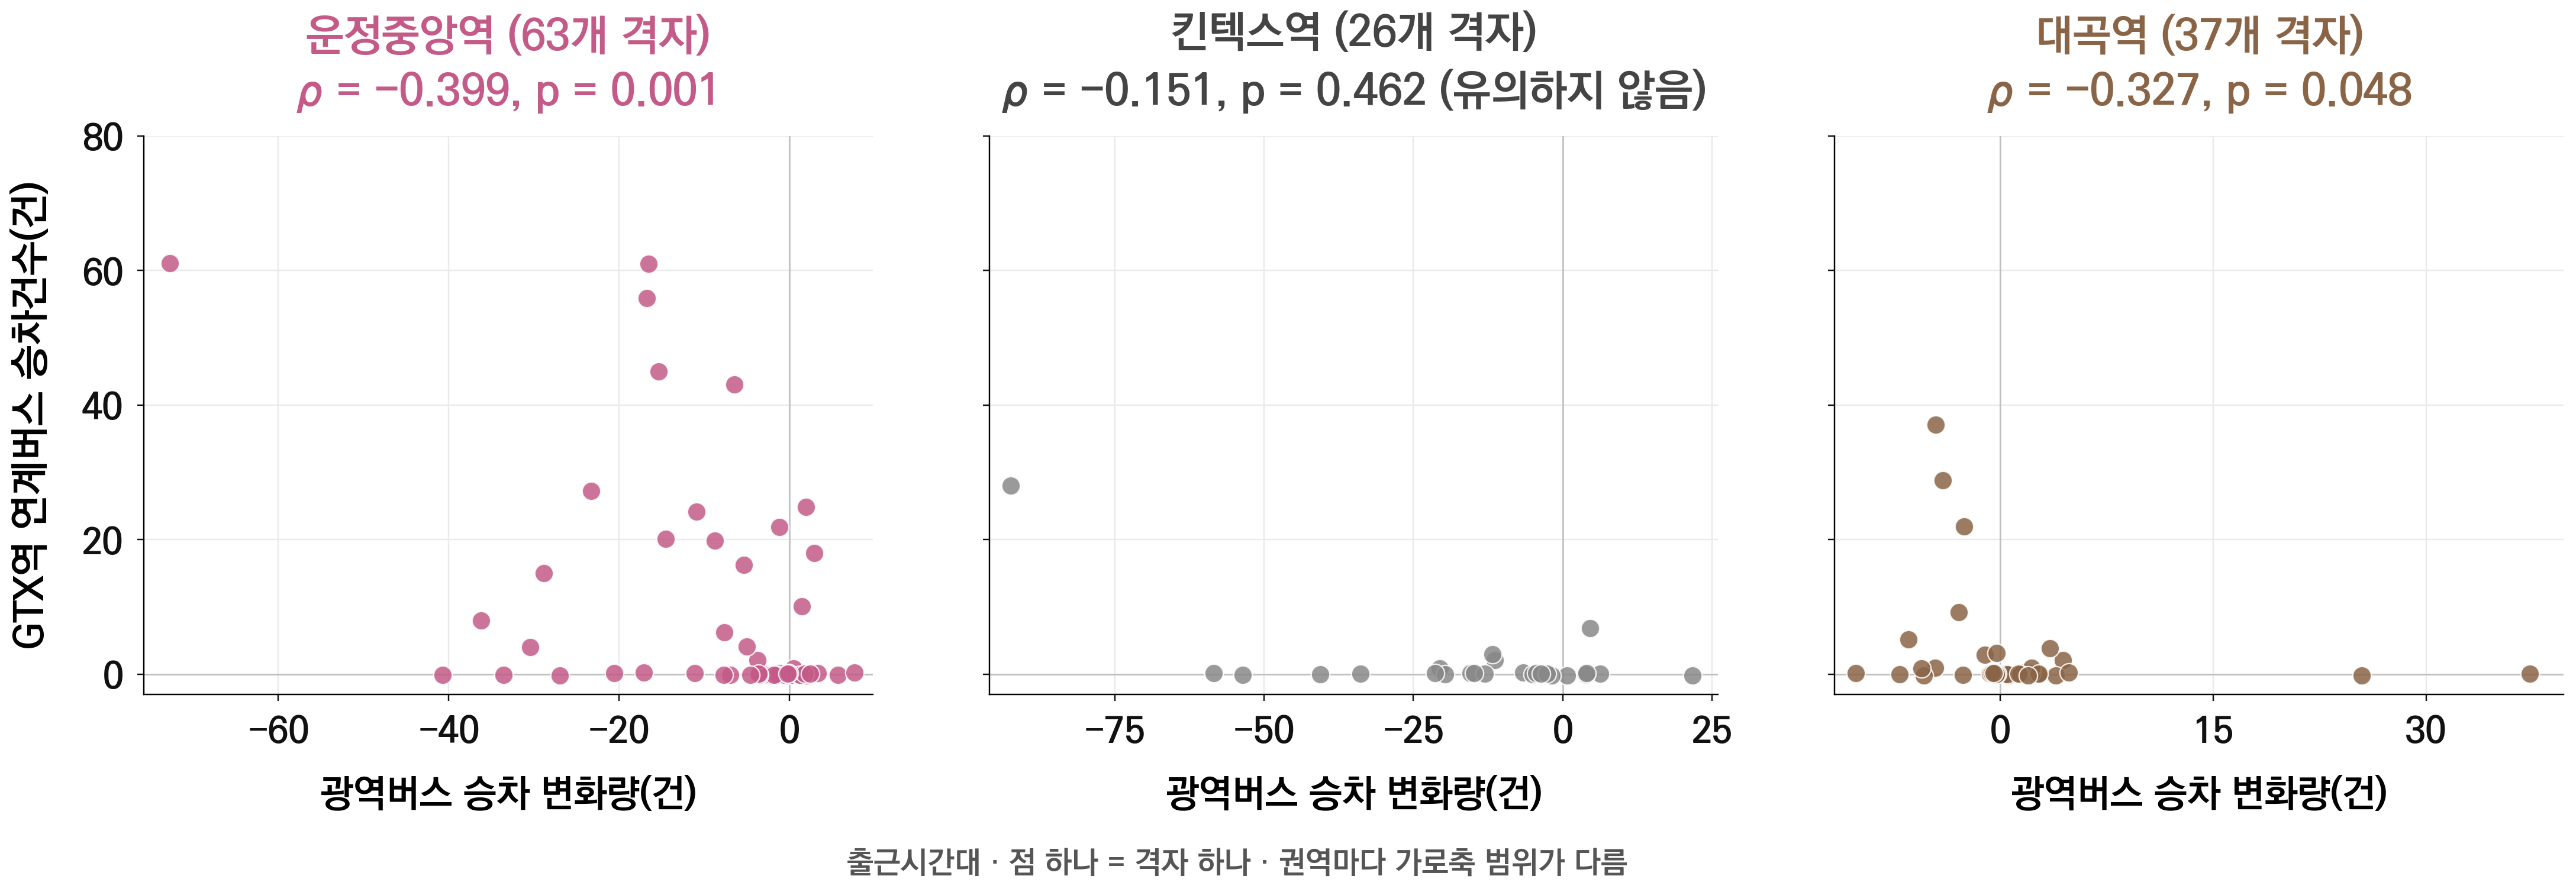 운정중앙역 (63개 격자)
ρ = −0.399, p = 0.001
킨텍스역 (26개 격자)
ρ = −0.151, p = 0.462 (유의하지 않음)
대곡역 (37개 격자)
ρ = −0.327, p = 0.048
GTX역 연계버스 승차건수(건)
80
60
40
20
0
−60 −40 −20 0
−75 −50 −25 0 25
0 15 30
광역버스 승차 변화량(건)
광역버스 승차 변화량(건)
광역버스 승차 변화량(건)
출근시간대 · 점 하나 = 격자 하나 · 권역마다 가로축 범위가 다름